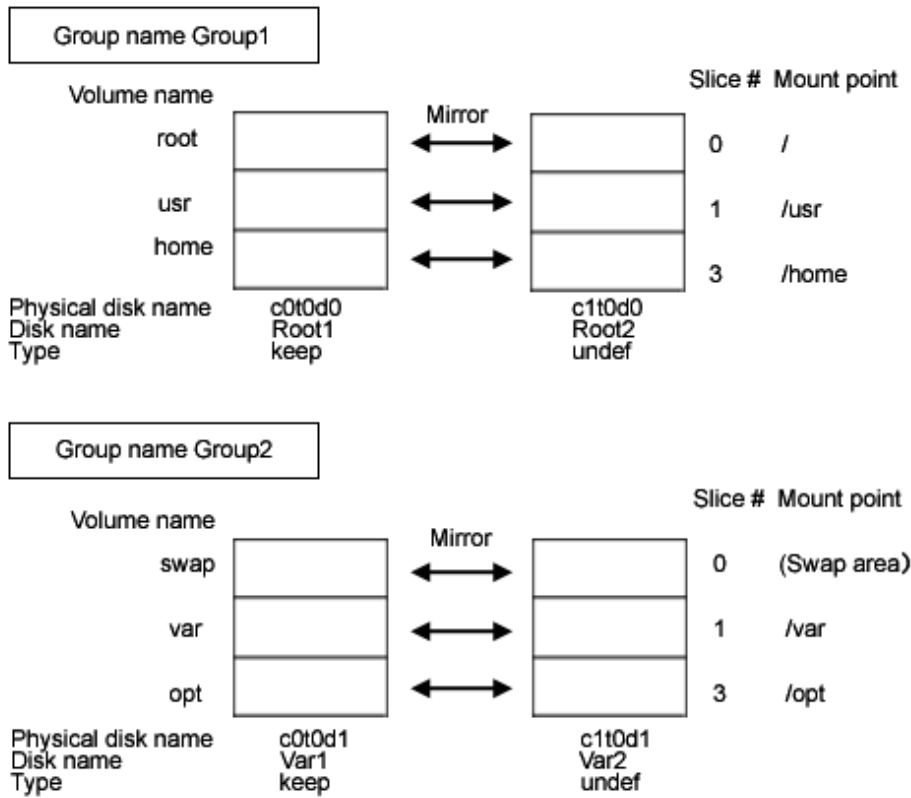 Group name Group1
Slice # Mount point
Volume name
Mirror
root 0 /
usr 1 /usr
home 3 /home
Physical disk name c0t0d0 c1t0d0
Disk name Root1 Root2
Type keep undef
Group name Group2
Slice # Mount point
Volume name
Mirror
swap 0 (Swap area)
var 1 /var
opt 3 /opt
Physical disk name c0t0d1 c1t0d1
Disk name Var1 Var2
Type keep undef